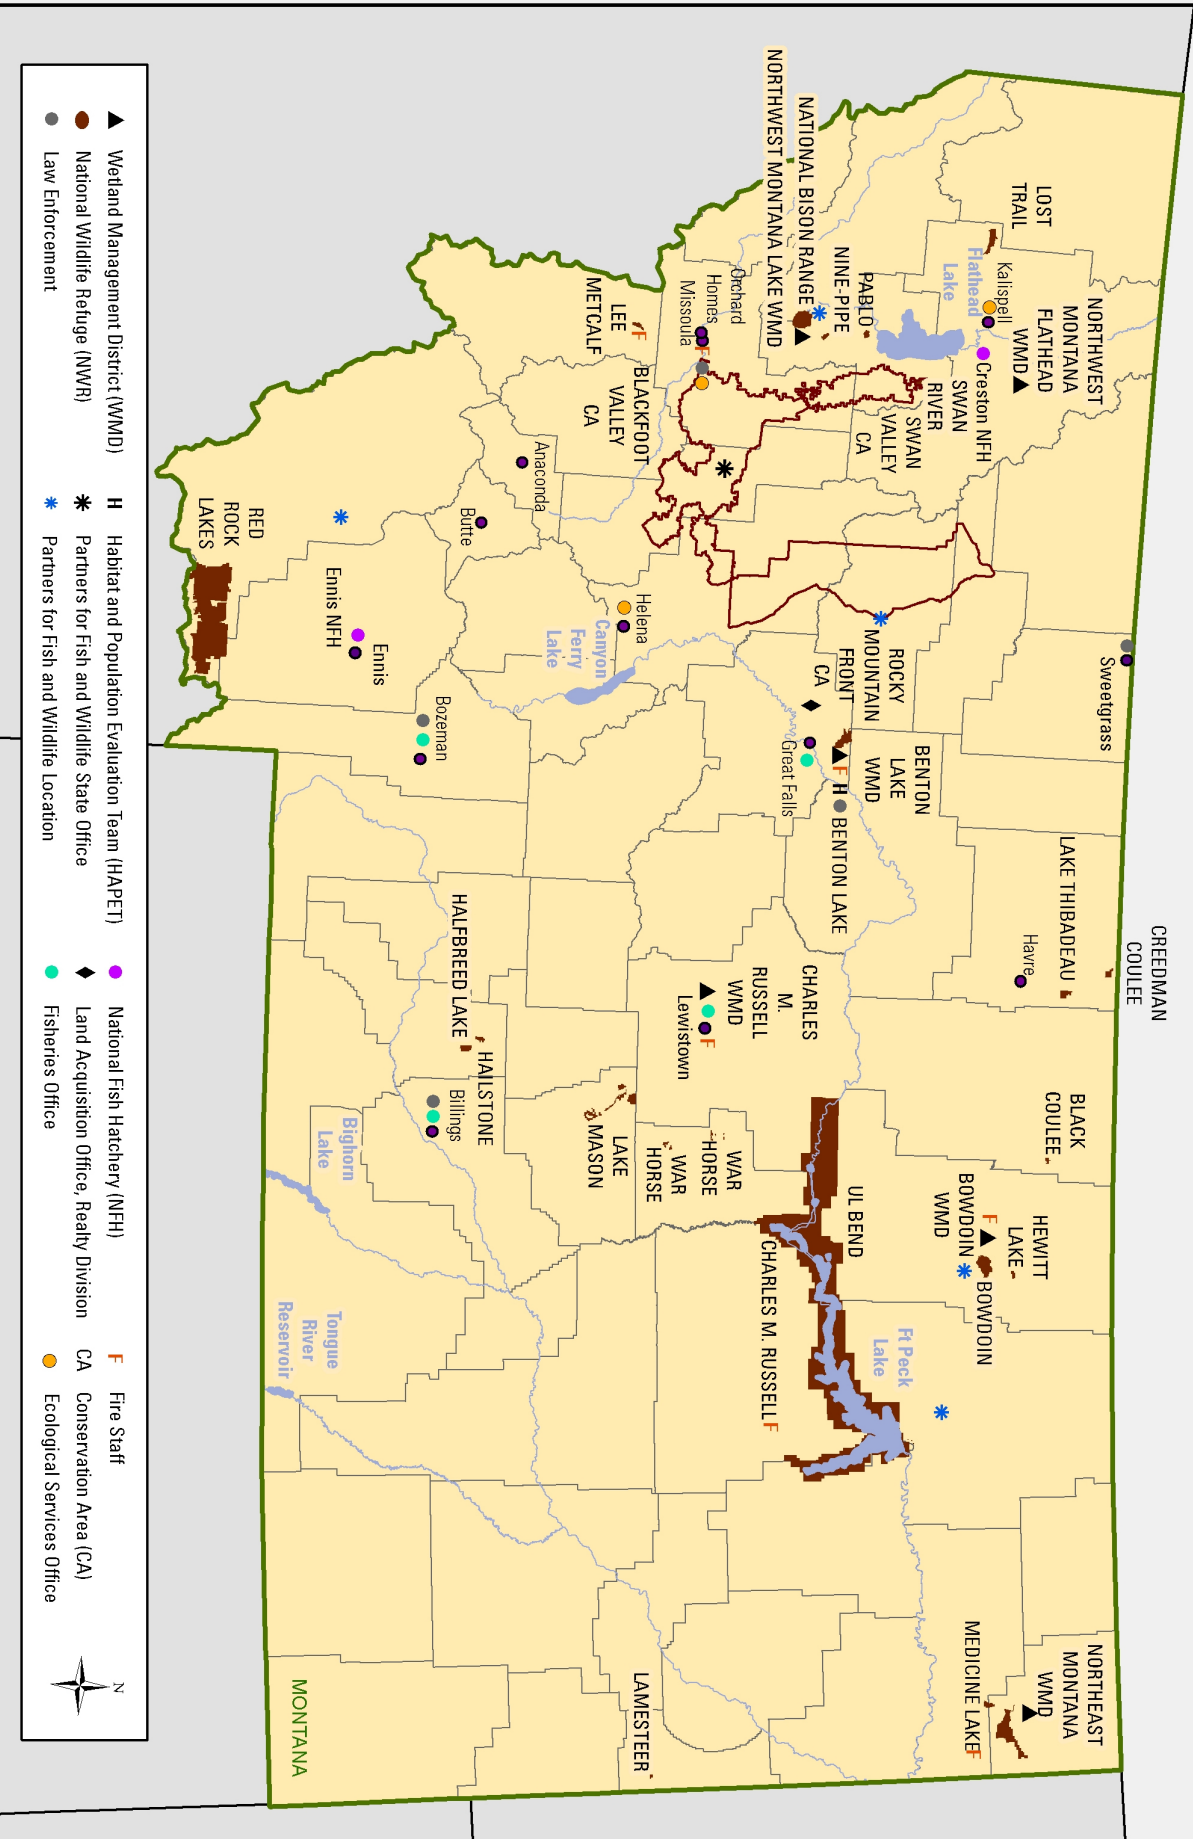 CREEDMAN
COULEE
Sweetgrass
LAKE THIBADEAU
Havre
BLACK
COULEE
HEWITT
LAKE
BOWDOIN
WMD
F
BOWDOIN
NORTHEAST
MONTANA
WMD
MEDICINE LAKE
F
LOST
TRAIL
Kalispell
NORTHWEST
MONTANA
FLATHEAD
WMD
Flathead
Lake
Creston NFH
SWAN
RIVER
SWAN
VALLEY
CA
PABLO
NINE-PIPE
NATIONAL BISON RANGE
NORTHWEST MONTANA LAKE WMD
Orchard
Homes
Missoula
F
LEE
METCALF
F
BLACKFOOT
VALLEY
CA
ROCKY
MOUNTAIN
FRONT
CA
BENTON
LAKE
WMD
F
H
BENTON LAKE
Great Falls
CHARLES
M.
RUSSELL
WMD
Lewistown
F
UL BEND
Ft Peck
Lake
CHARLES M. RUSSELL
F
WAR
HORSE
WAR
HORSE
LAKE
MASON
LAMESTEER
Anaconda
Butte
Helena
Canyon
Ferry
Lake
HALFBREED LAKE
HAILSTONE
Billings
Bozeman
Ennis
Ennis NFH
RED
ROCK
LAKES
Bighorn
Lake
Tongue
River
Reservoir
MONTANA
Wetland Management District (WMD)
National Wildlife Refuge (NWR)
Law Enforcement
H Habitat and Population Evaluation Team (HAPET)
Partners for Fish and Wildlife State Office
Partners for Fish and Wildlife Location
National Fish Hatchery (NFH)
Land Acquisition Office, Realty Division
Fisheries Office
F Fire Staff
CA Conservation Area (CA)
Ecological Services Office
N